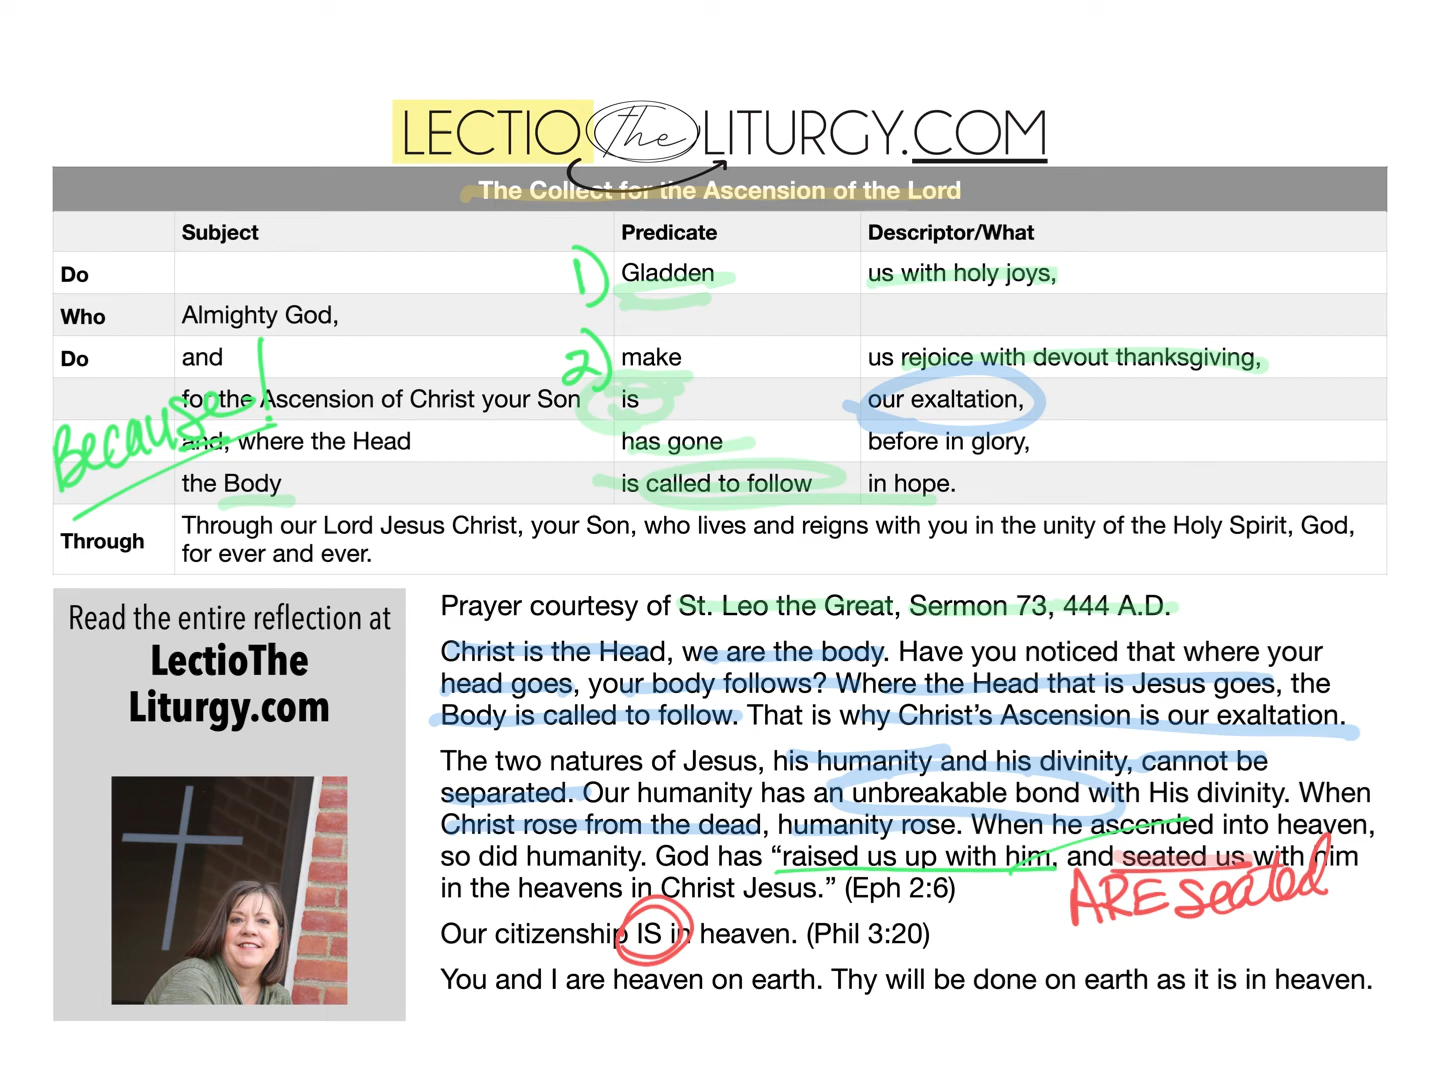 LECTIO the LITURGY.COM
The Collect for the Ascension of the Lord
Subject Predicate Descriptor/What
Do 1) Gladden us with holy joys,
Who Almighty God,
Do and 2) make us rejoice with devout thanksgiving,
for the Ascension of Christ your Son is our exaltation,
Because!
and, where the Head has gone before in glory,
the Body is called to follow in hope.
Through Through our Lord Jesus Christ, your Son, who lives and reigns with you in the unity of the Holy Spirit, God,
for ever and ever.
Read the entire reflection at
LectioThe
Liturgy.com
Prayer courtesy of St. Leo the Great, Sermon 73, 444 A.D.
Christ is the Head, we are the body. Have you noticed that where your
head goes, your body follows? Where the Head that is Jesus goes, the
Body is called to follow. That is why Christ's Ascension is our exaltation.
The two natures of Jesus, his humanity and his divinity, cannot be
separated. Our humanity has an unbreakable bond with His divinity. When
Christ rose from the dead, humanity rose. When he ascended into heaven,
so did humanity. God has “raised us up with him, and seated us with him
in the heavens in Christ Jesus.” (Eph 2:6)
ARE seated
Our citizenship IS in heaven. (Phil 3:20)
You and I are heaven on earth. Thy will be done on earth as it is in heaven.